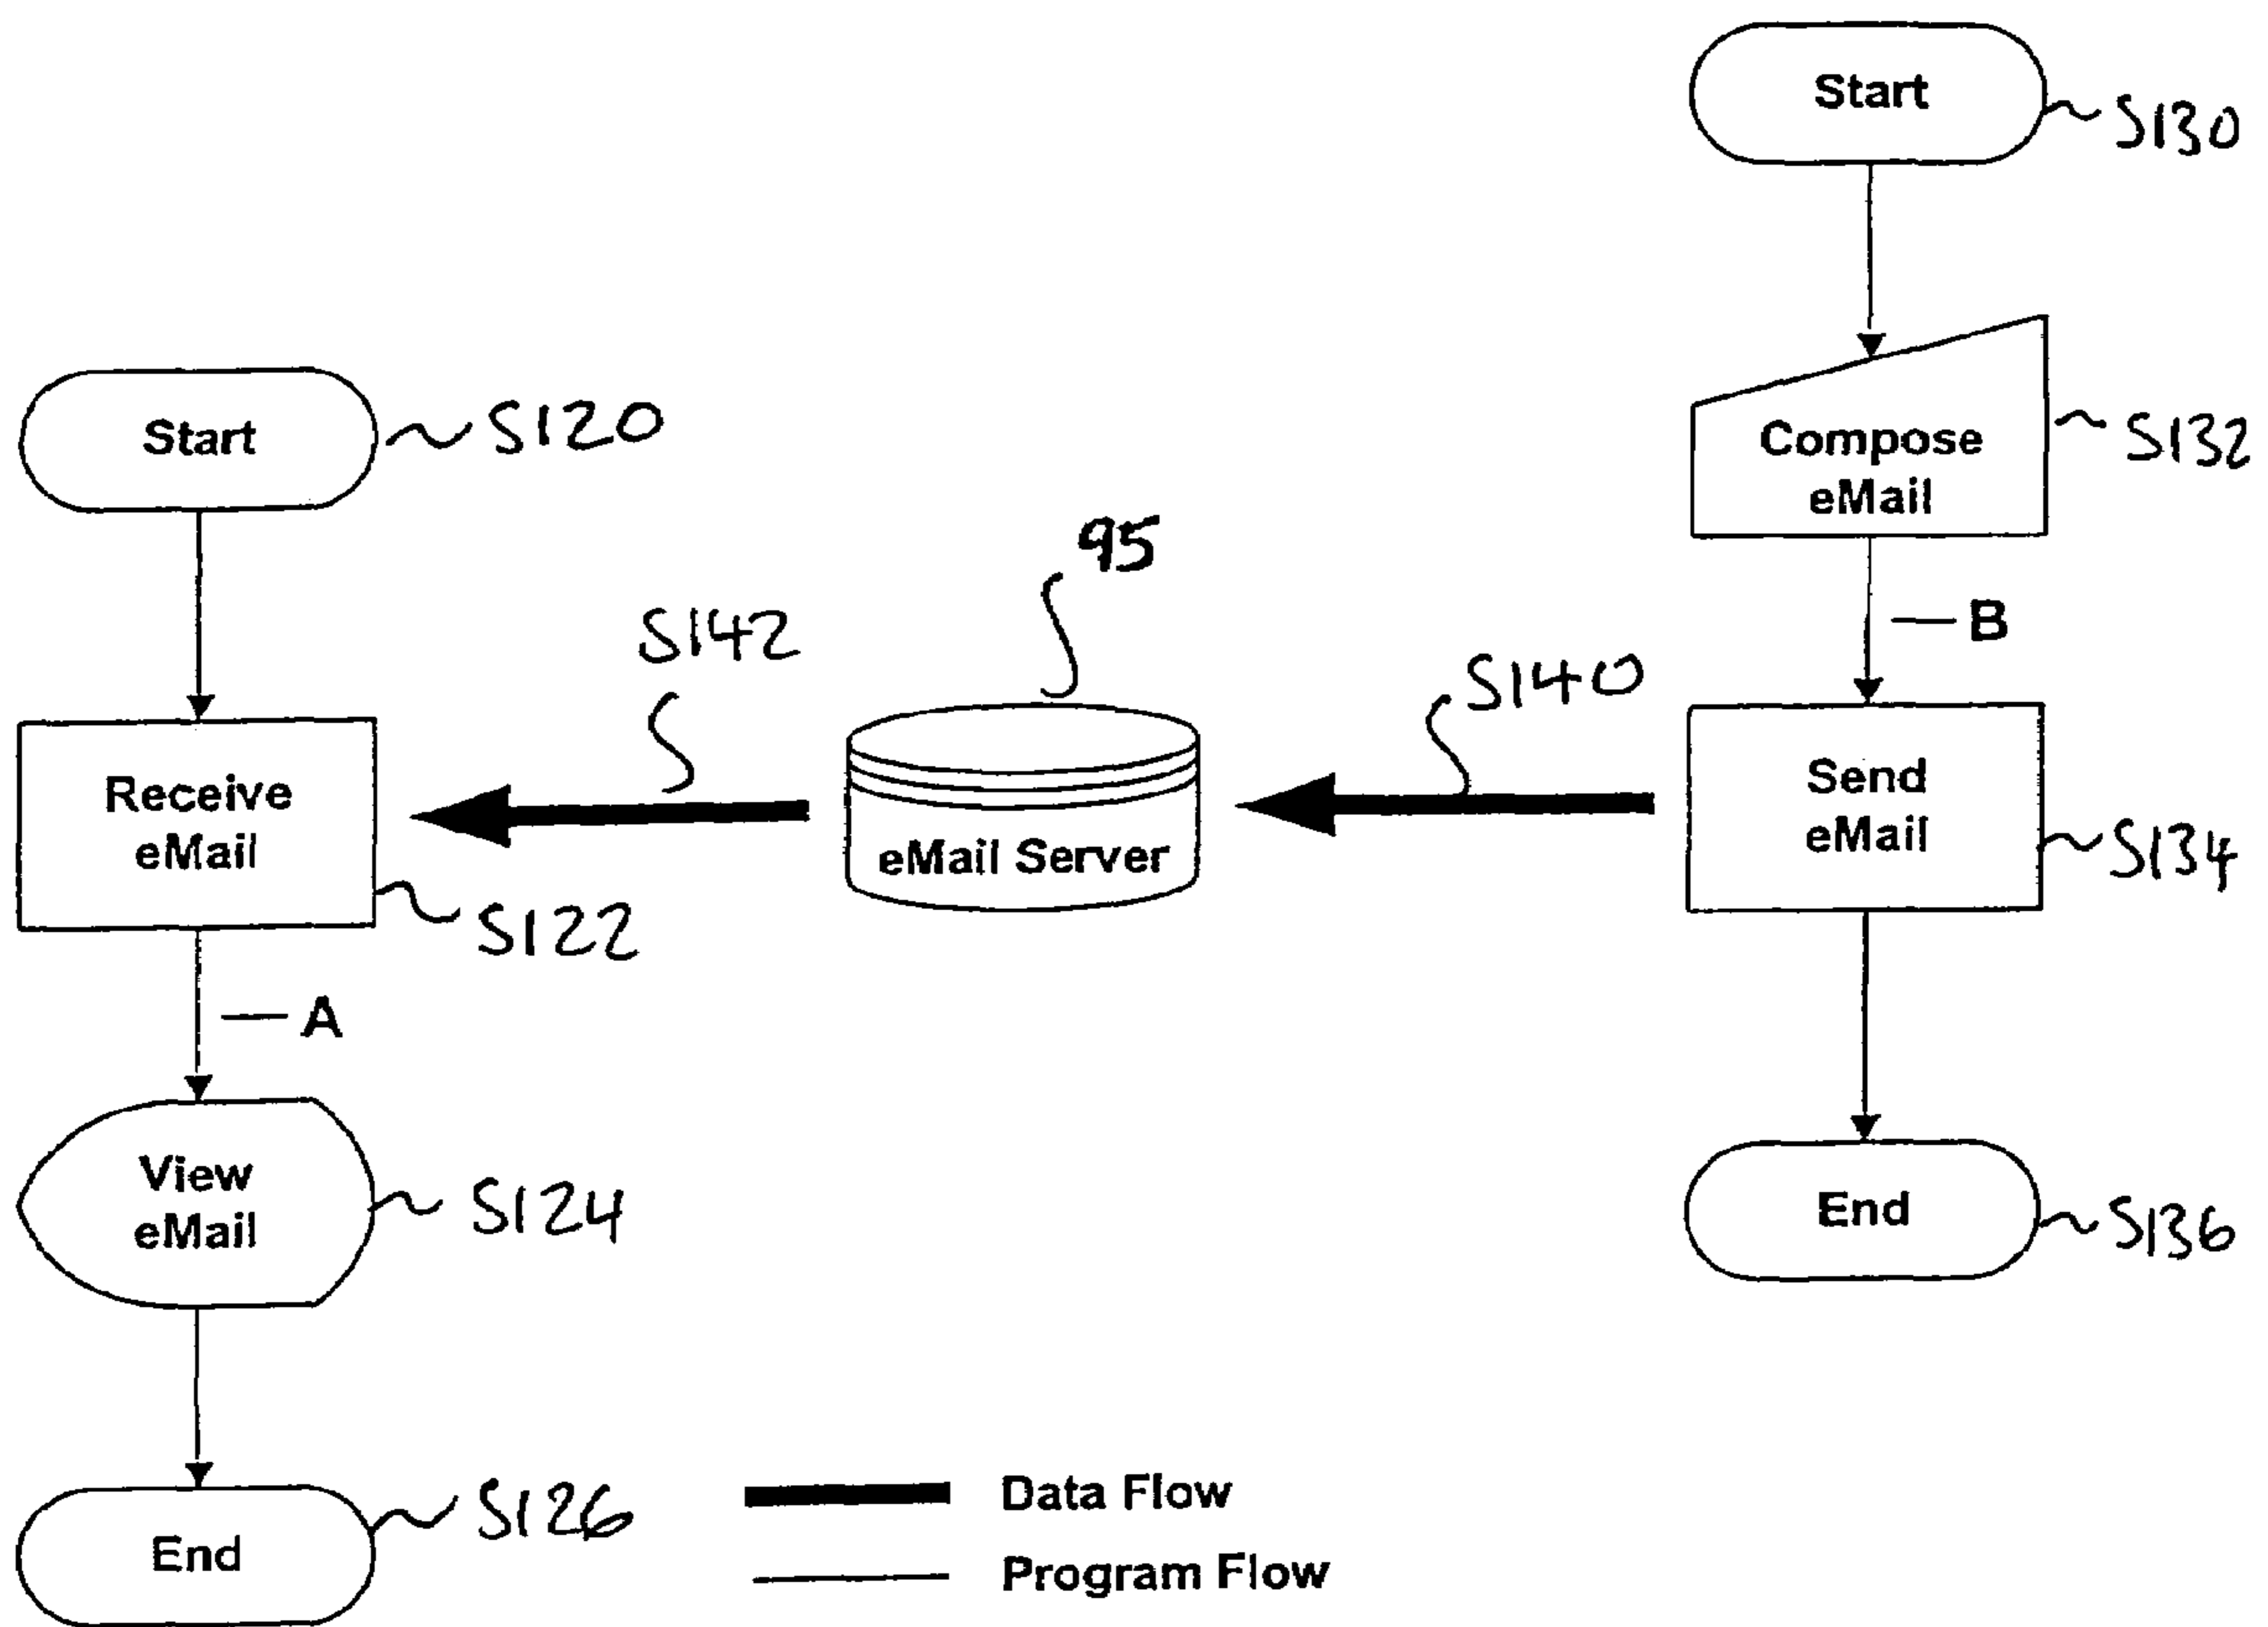 Start
S130
Start
S120
Compose
eMail
S132
95
B
S142
S140
Receive
eMail
S122
eMail Server
Send
eMail
S134
A
View
eMail
S124
End
S136
End
S126
Data Flow
Program Flow